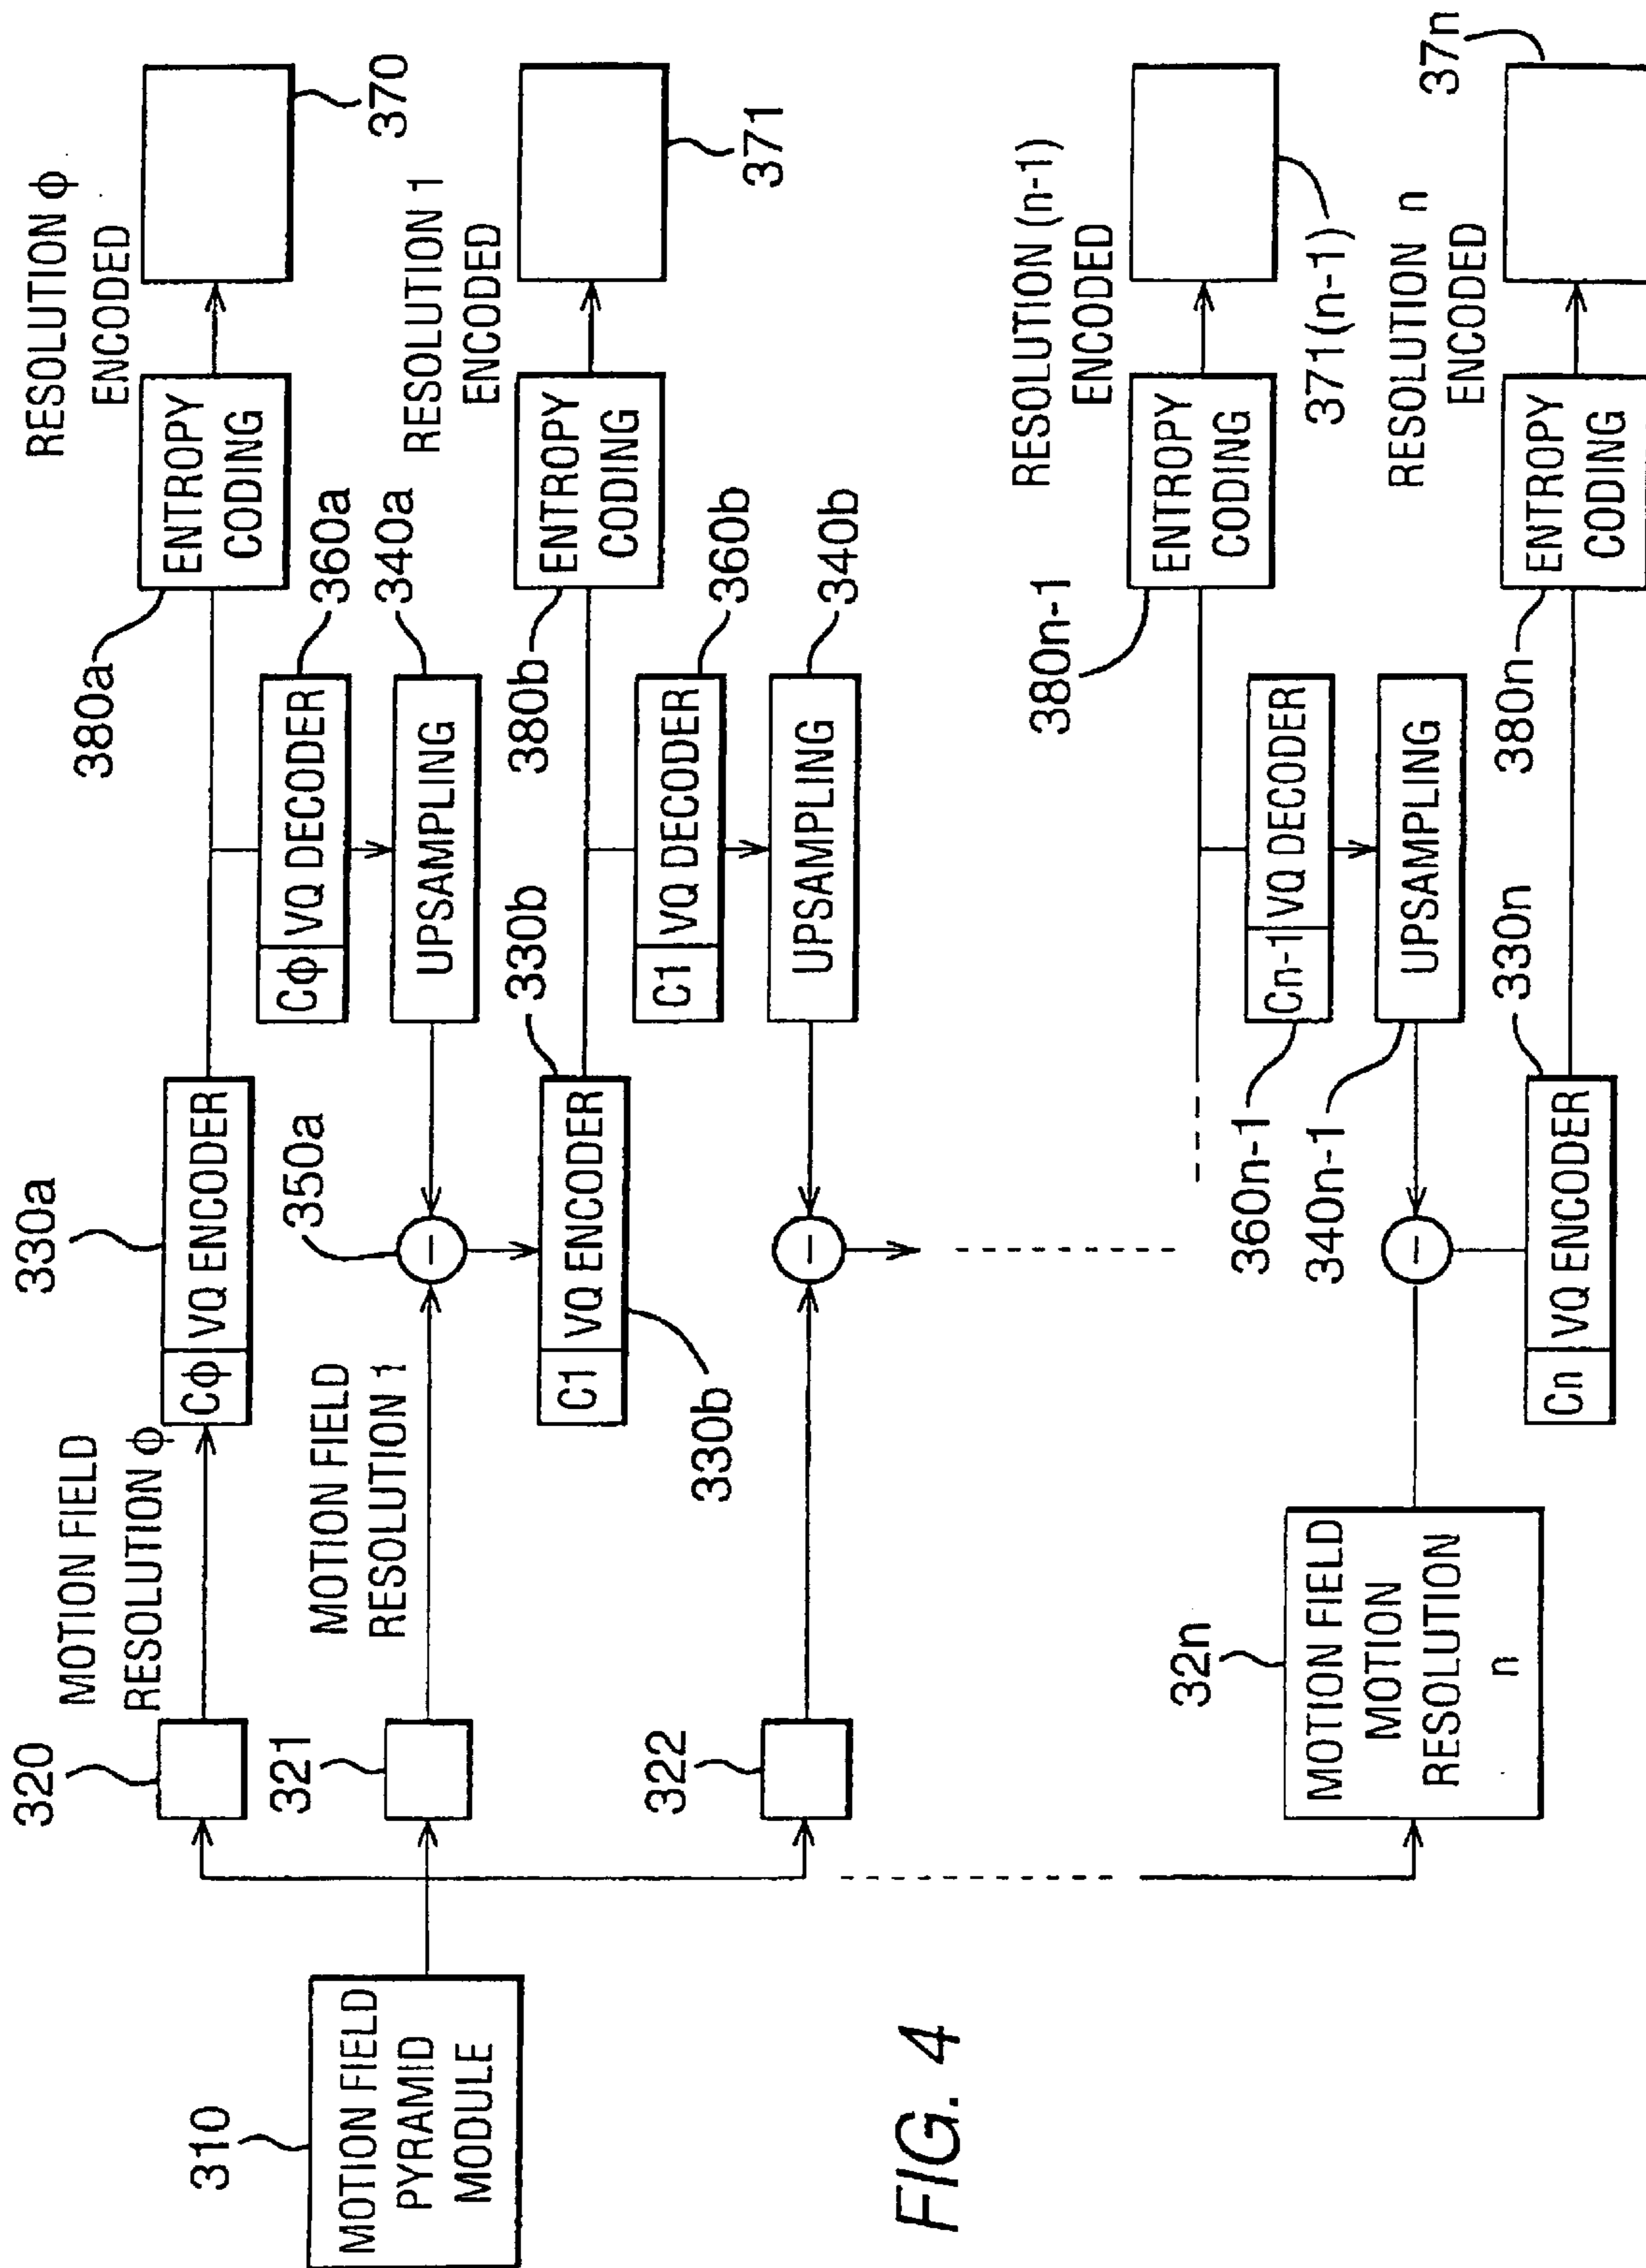 310
MOTION FIELD
PYRAMID
MODULE
320
321
322
32n
MOTION FIELD
MOTION
RESOLUTION
n
MOTION FIELD
RESOLUTION ϕ
330a
Cϕ VQ ENCODER
380a
ENTROPY
CODING
RESOLUTION ϕ
ENCODED
370
Cϕ VQ DECODER
360a
UPSAMPLING
340a
MOTION FIELD
RESOLUTION 1
350a
−
330b
C1 VQ ENCODER
330b
380b
ENTROPY
CODING
RESOLUTION 1
ENCODED
371
C1 VQ DECODER
360b
UPSAMPLING
340b
−
380n-1
ENTROPY
CODING
RESOLUTION (n-1)
ENCODED
371(n-1)
Cn-1 VQ DECODER
360n-1
UPSAMPLING
340n-1
−
330n
Cn VQ ENCODER
380n
ENTROPY
CODING
RESOLUTION n
ENCODED
37n
FIG. 4